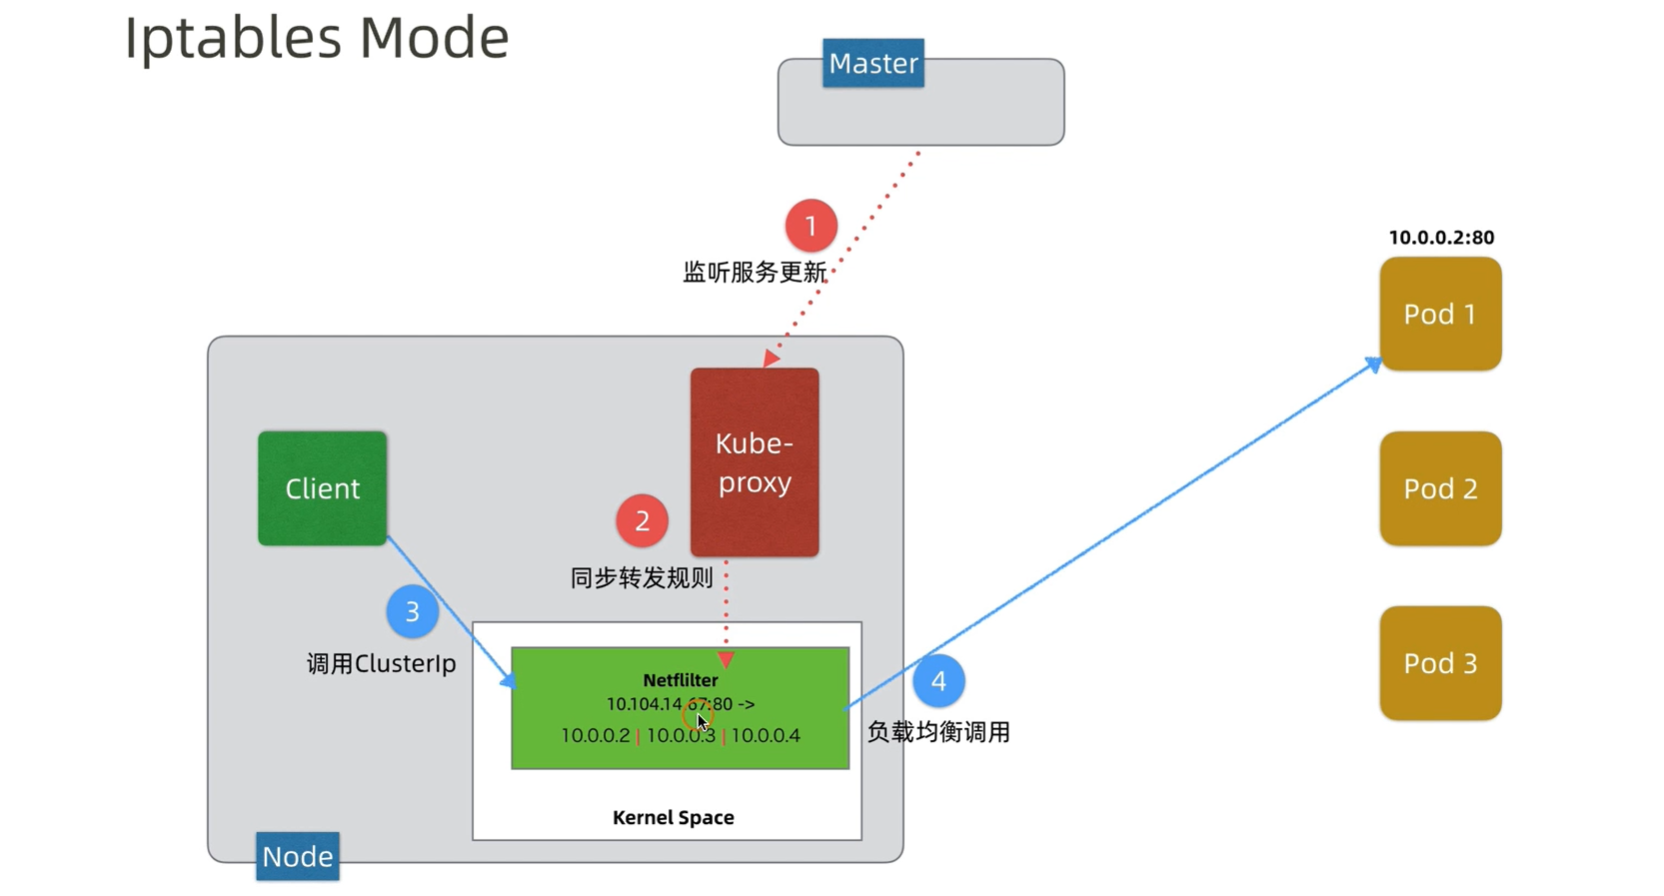 Iptables Mode
Master
1
监听服务更新
10.0.0.2:80
Pod 1
Kube-
proxy
Client
Pod 2
2
同步转发规则
3
调用ClusterIp
Netflilter
10.104.14.67:80 ->
10.0.0.2 | 10.0.0.3 | 10.0.0.4
4
负载均衡调用
Pod 3
Kernel Space
Node